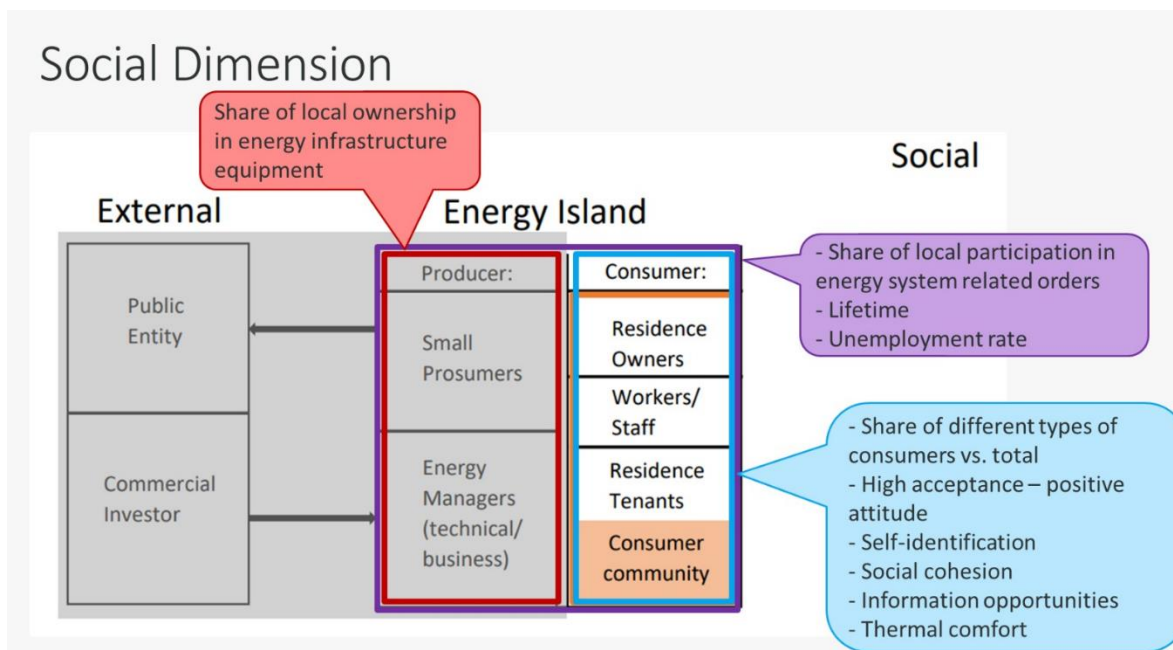 Social Dimension
Share of local ownership
in energy infrastructure
equipment
Social
External
Energy Island
Public
Entity
Commercial
Investor
Producer:
Small
Prosumers
Energy
Managers
(technical/
business)
Consumer:
Residence
Owners
Workers/
Staff
Residence
Tenants
Consumer
community
- Share of local participation in
energy system related orders
- Lifetime
- Unemployment rate
- Share of different types of
consumers vs. total
- High acceptance – positive
attitude
- Self-identification
- Social cohesion
- Information opportunities
- Thermal comfort